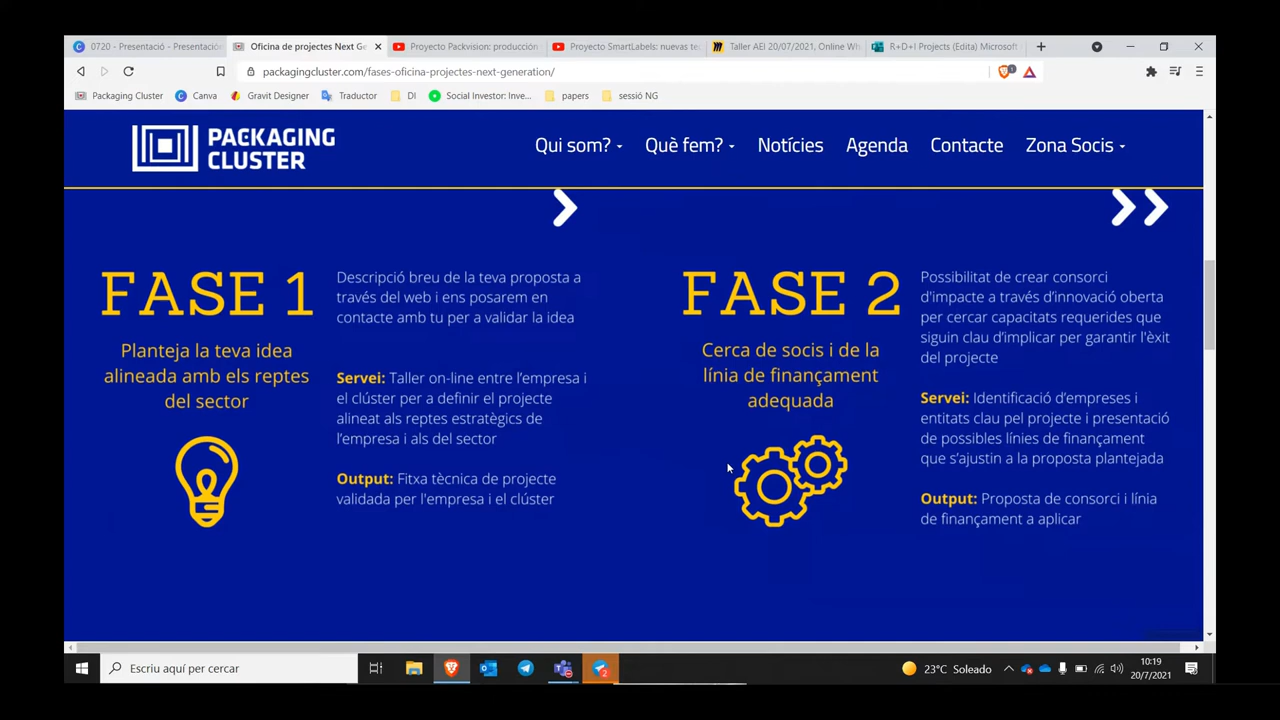 0720 - Presentació - Presentació
Oficina de projectes Next Ge
Proyecto Packvision: producción
Proyecto SmartLabels: nuevas te
Taller AEI 20/07/2021, Online Wh
R+D+I Projects (Edita) Microsoft
packagingcluster.com/fases-oficina-projectes-next-generation/
1
Packaging Cluster
Canva
Gravit Designer
Traductor
DI
Social Investor: Inve...
papers
sessió NG
PACKAGING
CLUSTER
Qui som?
Què fem?
Notícies
Agenda
Contacte
Zona Socis
FASE 1
Planteja la teva idea
alineada amb els reptes
del sector
Descripció breu de la teva proposta a
través del web i ens posarem en
contacte amb tu per a validar la idea
Servei: Taller on-line entre l'empresa i
el clúster per a definir el projecte
alineat als reptes estratègics de
l'empresa i als del sector
Output: Fitxa tècnica de projecte
validada per l'empresa i el clúster
FASE 2
Cerca de socis i de la
línia de finançament
adequada
Possibilitat de crear consorci
d'impacte a través d'innovació oberta
per cercar capacitats requerides que
siguin clau d'implicar per garantir l'èxit
del projecte
Servei: Identificació d'empreses i
entitats clau pel projecte i presentació
de possibles línies de finançament
que s'ajustin a la proposta plantejada
Output: Proposta de consorci i línia
de finançament a aplicar
Escriu aquí per cercar
2
23°C Soleado
10:19
20/7/2021